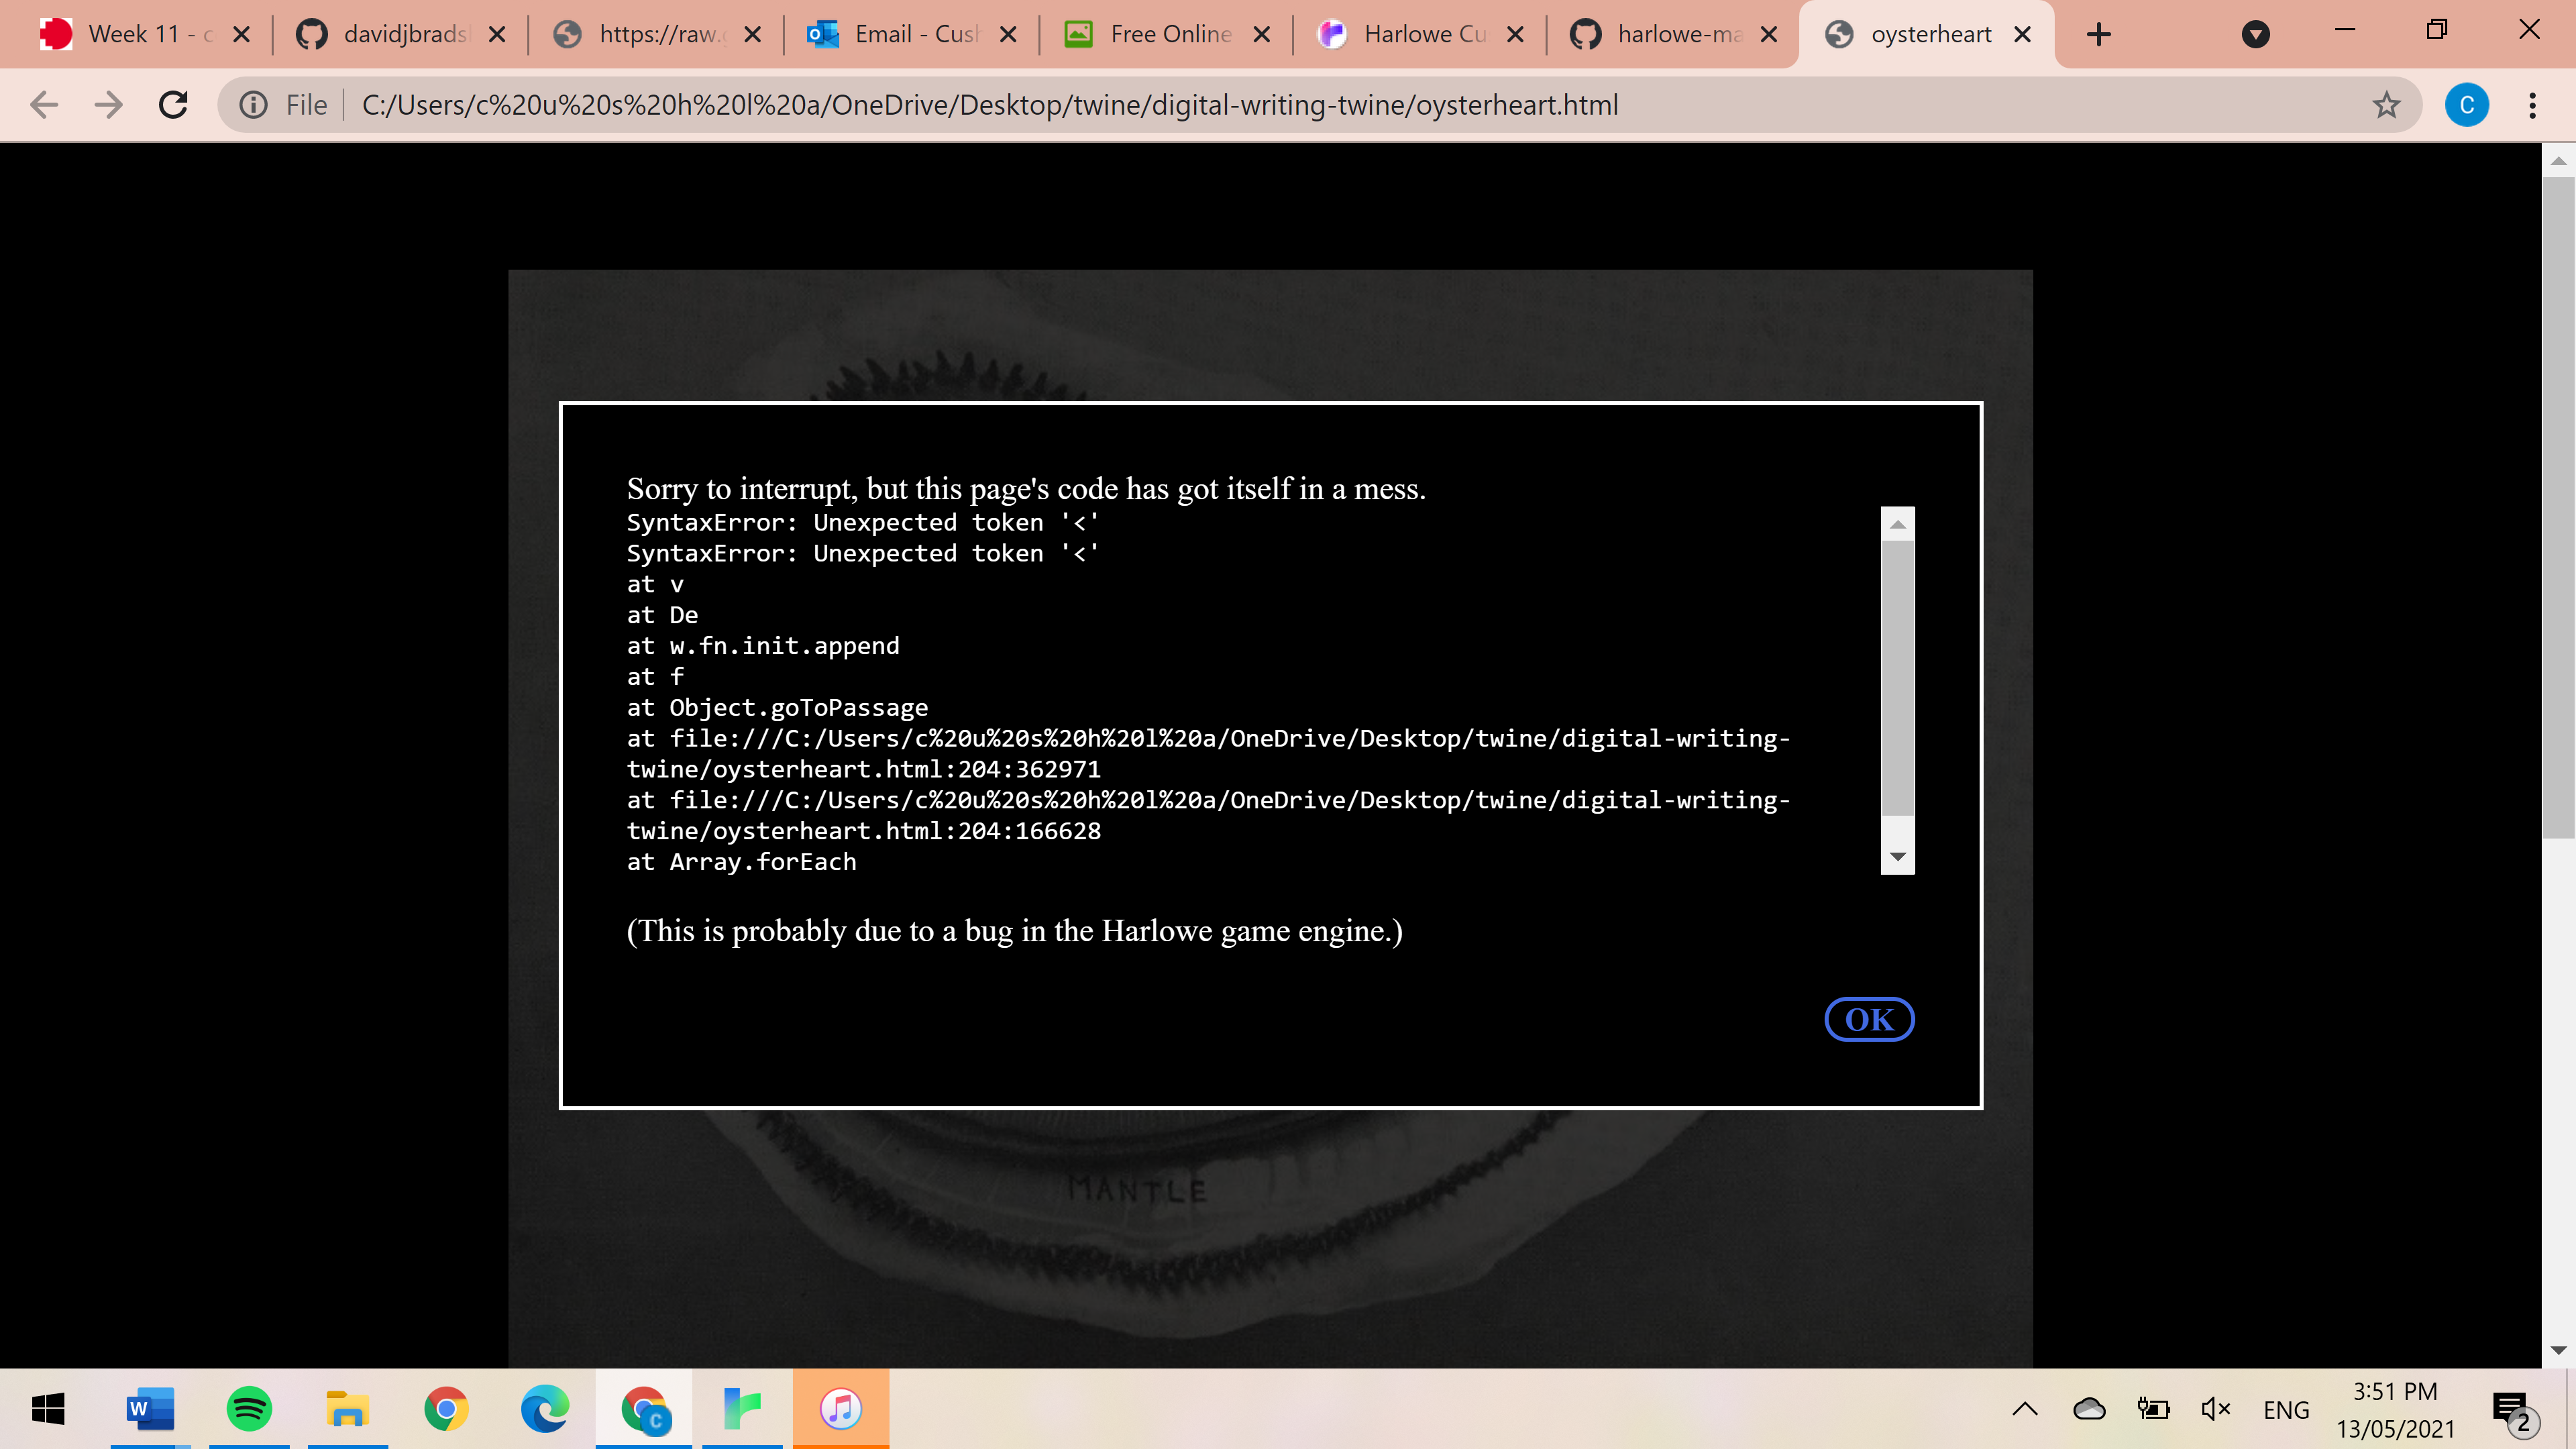 Week 11 - c
davidjbrads
https://raw.g
Email - Cush
Free Online
Harlowe Cu
harlowe-ma
oysterheart
File
C:/Users/c%20u%20s%20h%20l%20a/OneDrive/Desktop/twine/digital-writing-twine/oysterheart.html
C
Sorry to interrupt, but this page's code has got itself in a mess.
SyntaxError: Unexpected token '<'
SyntaxError: Unexpected token '<'
at v
at De
at w.fn.init.append
at f
at Object.goToPassage
at file:///C:/Users/c%20u%20s%20h%20l%20a/OneDrive/Desktop/twine/digital-writing-
twine/oysterheart.html:204:362971
at file:///C:/Users/c%20u%20s%20h%20l%20a/OneDrive/Desktop/twine/digital-writing-
twine/oysterheart.html:204:166628
at Array.forEach
(This is probably due to a bug in the Harlowe game engine.)
OK
MANTLE
ENG
3:51 PM
13/05/2021
2